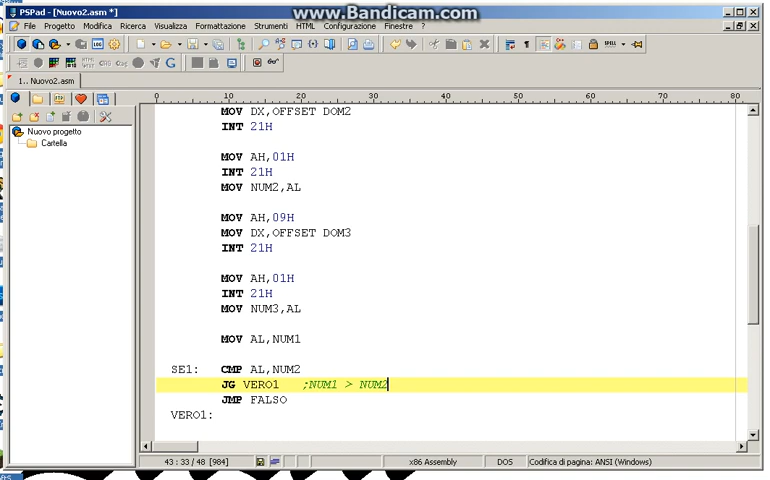 www.Bandicam.com
PSPad - [Nuovo2.asm *]
File Progetto Modifica Ricerca Visualizza Formattazione Strumenti HTML Configurazione Finestre ?
1.. Nuovo2.asm
0 10 20 30 40 50 60 70 80
Nuovo progetto
Cartella
MOV DX,OFFSET DOM2
INT 21H
MOV AH,01H
INT 21H
MOV NUM2,AL
MOV AH,09H
MOV DX,OFFSET DOM3
INT 21H
MOV AH,01H
INT 21H
MOV NUM3,AL
MOV AL,NUM1
SE1: CMP AL,NUM2
JG VERO1 ;NUM1 > NUM2
JMP FALSO
VERO1:
43 : 33 / 48 [984] x86 Assembly DOS Codifica di pagina: ANSI (Windows)